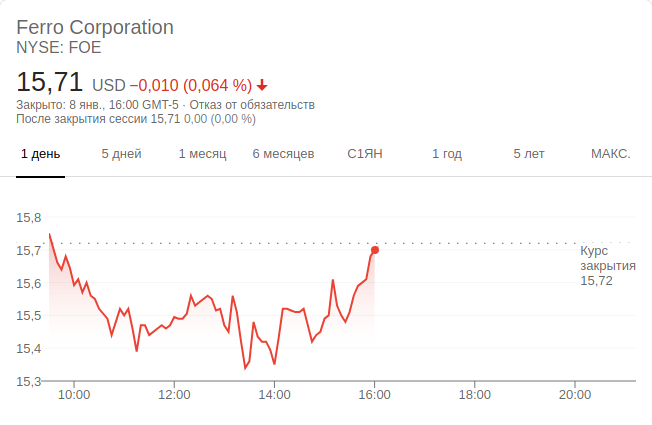 Ferro Corporation
NYSE: FOE
15,71 USD −0,010 (0,064 %)
Закрыто: 8 янв., 16:00 GMT-5 · Отказ от обязательств
После закрытия сессии 15,71 0,00 (0,00 %)
1 день 5 дней 1 месяц 6 месяцев С1ЯН 1 год 5 лет МАКС.
15,8
15,7
15,6
15,5
15,4
15,3
Курс
закрытия
15,72
10:00 12:00 14:00 16:00 18:00 20:00